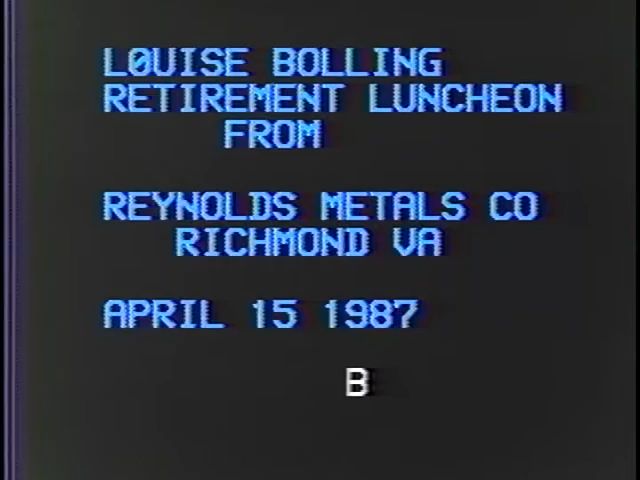 L0UISE BOLLING
RETIREMENT LUNCHEON
FROM
REYNOLDS METALS CO
RICHMOND VA
APRIL 15 1987
B